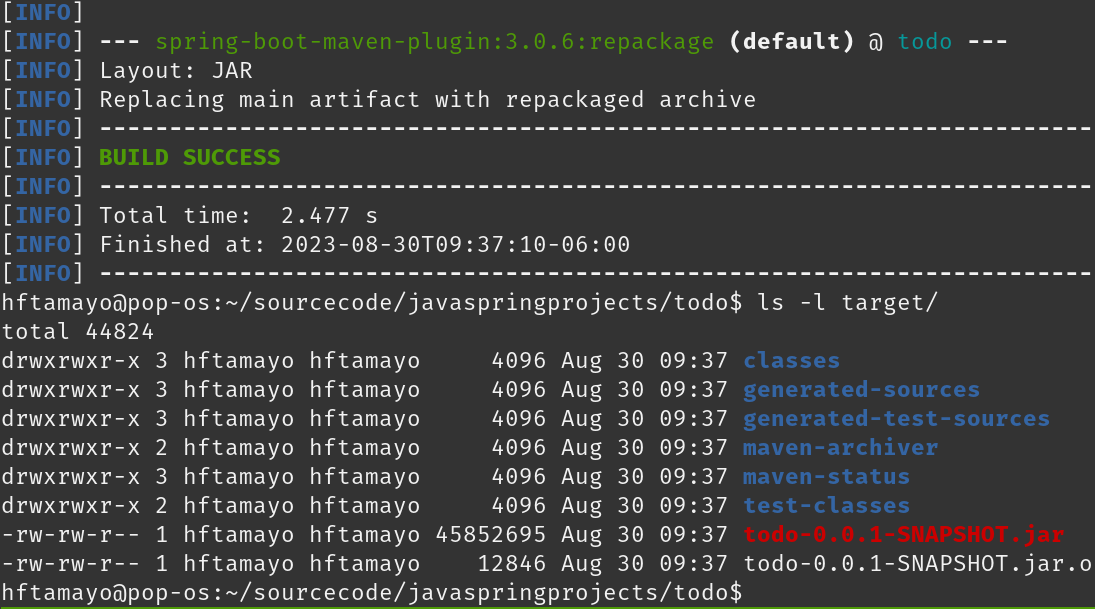 [INFO]
[INFO] --- spring-boot-maven-plugin:3.0.6:repackage (default) @ todo ---
[INFO] Layout: JAR
[INFO] Replacing main artifact with repackaged archive
[INFO] ------------------------------------------------------------------------
[INFO] BUILD SUCCESS
[INFO] ------------------------------------------------------------------------
[INFO] Total time:  2.477 s
[INFO] Finished at: 2023-08-30T09:37:10-06:00
[INFO] ------------------------------------------------------------------------
hftamayo@pop-os:~/sourcecode/javaspringprojects/todo$ ls -l target/
total 44824
drwxrwxr-x 3 hftamayo hftamayo     4096 Aug 30 09:37 classes
drwxrwxr-x 3 hftamayo hftamayo     4096 Aug 30 09:37 generated-sources
drwxrwxr-x 3 hftamayo hftamayo     4096 Aug 30 09:37 generated-test-sources
drwxrwxr-x 2 hftamayo hftamayo     4096 Aug 30 09:37 maven-archiver
drwxrwxr-x 3 hftamayo hftamayo     4096 Aug 30 09:37 maven-status
drwxrwxr-x 2 hftamayo hftamayo     4096 Aug 30 09:37 test-classes
-rw-rw-r-- 1 hftamayo hftamayo 45852695 Aug 30 09:37 todo-0.0.1-SNAPSHOT.jar
-rw-rw-r-- 1 hftamayo hftamayo    12846 Aug 30 09:37 todo-0.0.1-SNAPSHOT.jar.o
hftamayo@pop-os:~/sourcecode/javaspringprojects/todo$